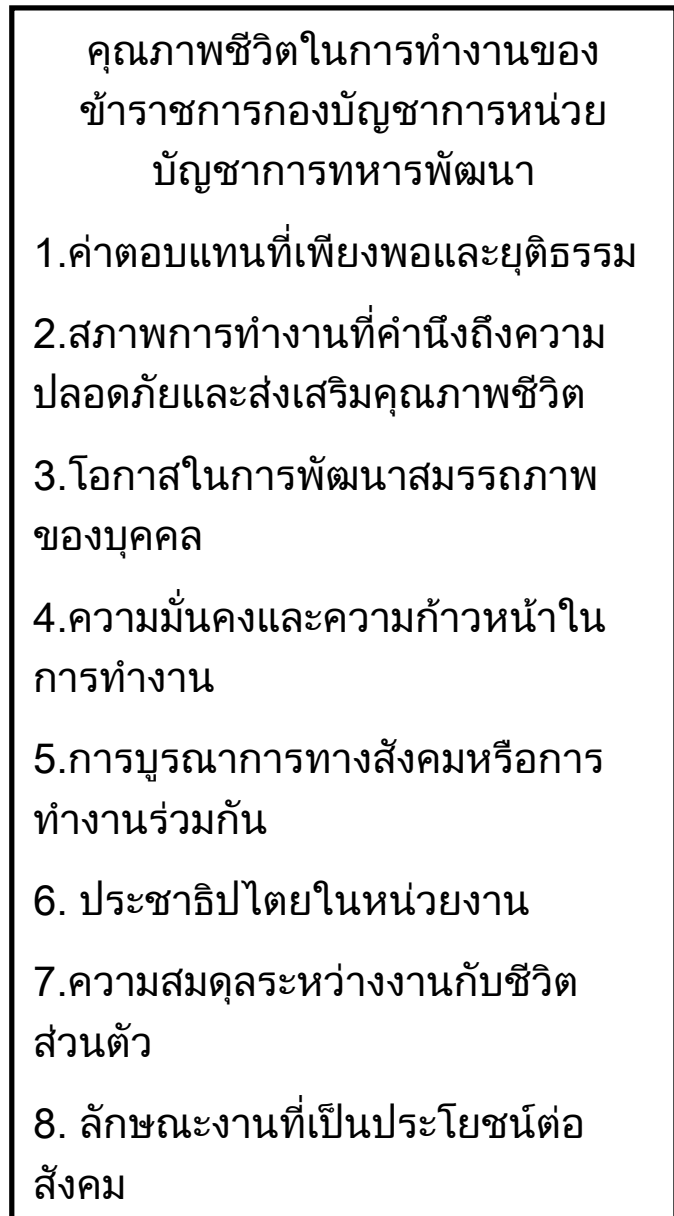 คุณภาพชีวิตในการทำงานของ
ข้าราชการกองบัญชาการหน่วย
บัญชาการทหารพัฒนา
1.ค่าตอบแทนที่เพียงพอและยุติธรรม
2.สภาพการทำงานที่คำนึงถึงความ
ปลอดภัยและส่งเสริมคุณภาพชีวิต
3.โอกาสในการพัฒนาสมรรถภาพ
ของบุคคล
4.ความมั่นคงและความก้าวหน้าใน
การทำงาน
5.การบูรณาการทางสังคมหรือการ
ทำงานร่วมกัน
6. ประชาธิปไตยในหน่วยงาน
7.ความสมดุลระหว่างงานกับชีวิต
ส่วนตัว
8. ลักษณะงานที่เป็นประโยชน์ต่อ
สังคม